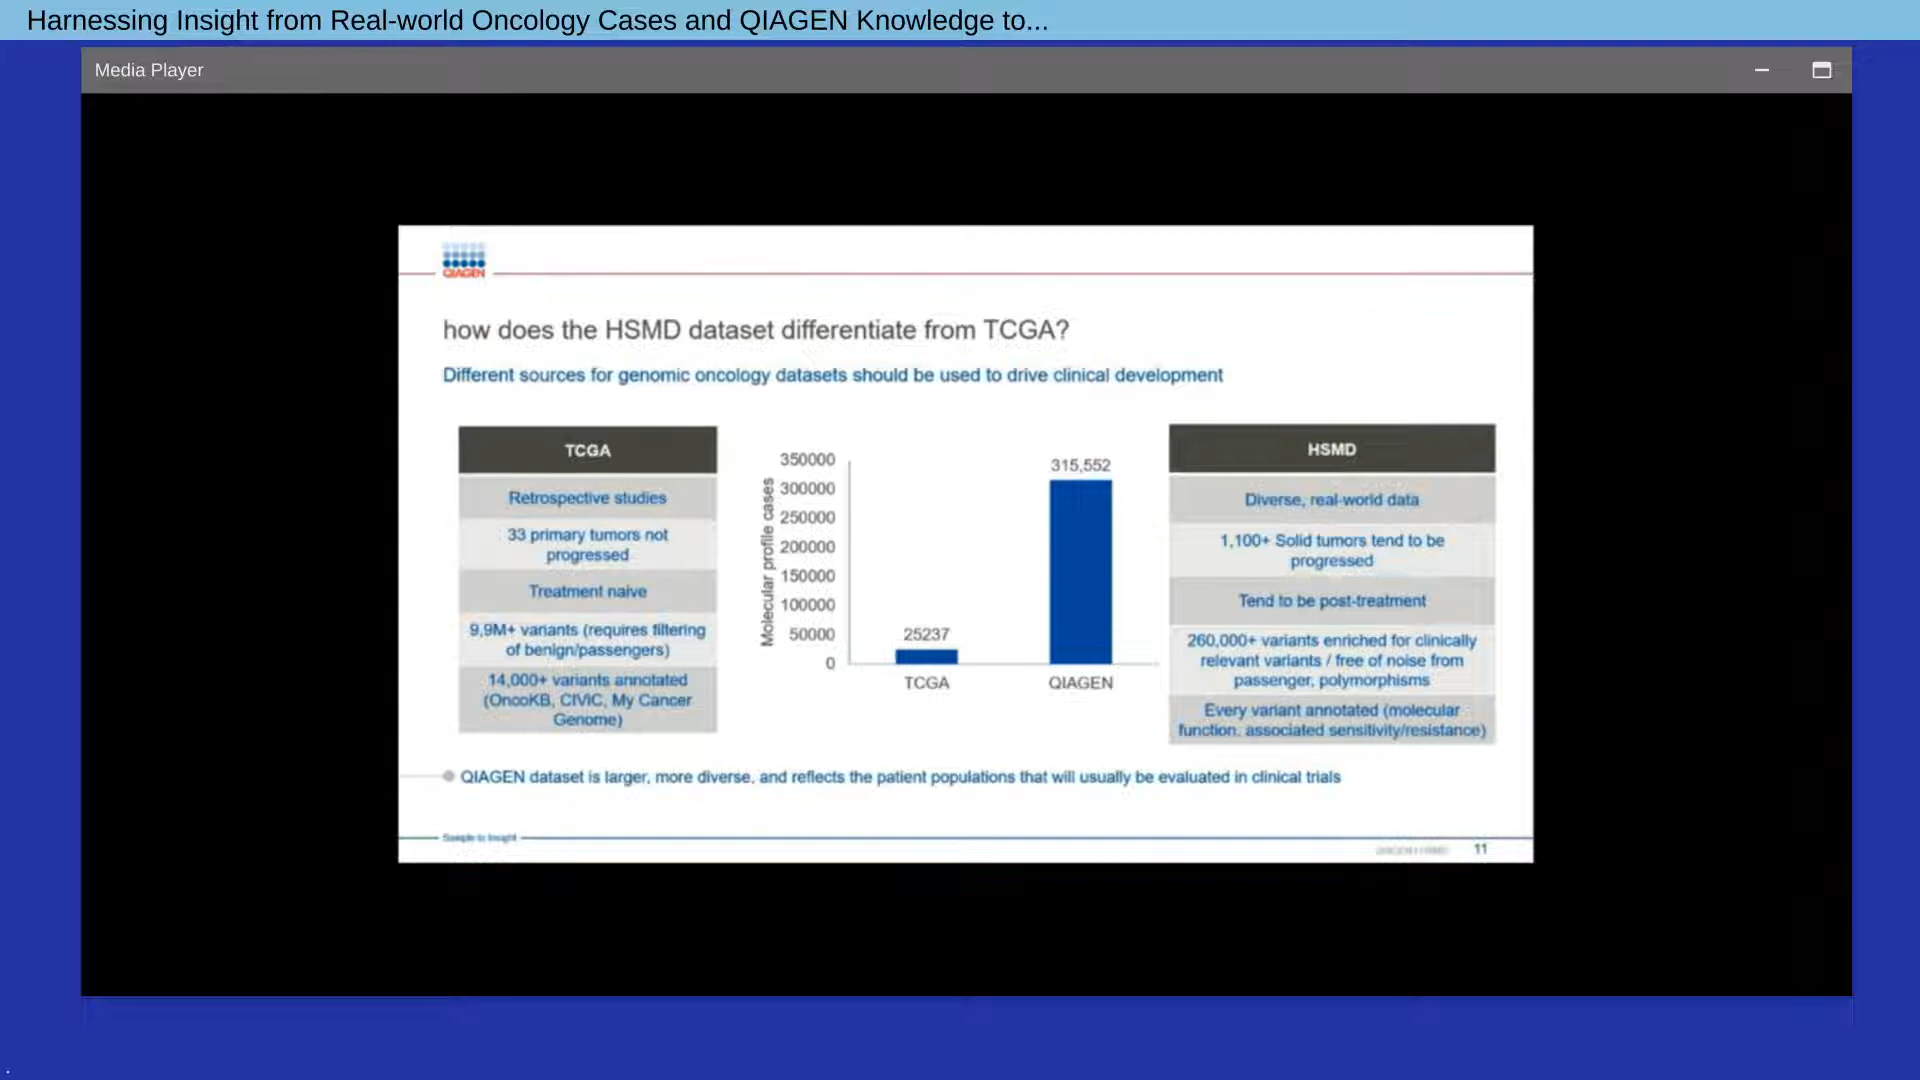 Harnessing Insight from Real-world Oncology Cases and QIAGEN Knowledge to...
Media Player
QIAGEN
how does the HSMD dataset differentiate from TCGA?
Different sources for genomic oncology datasets should be used to drive clinical development
TCGA
Retrospective studies
33 primary tumors not
progressed
Treatment naive
9,9M+ variants (requires filtering
of benign/passengers)
14,000+ variants annotated
(OncoKB, CIViC, My Cancer
Genome)
Molecular profile cases
350000
300000
250000
200000
150000
100000
50000
0
25237
315,552
TCGA
QIAGEN
HSMD
Diverse, real-world data
1,100+ Solid tumors tend to be
progressed
Tend to be post-treatment
260,000+ variants enriched for clinically
relevant variants / free of noise from
passenger, polymorphisms
Every variant annotated (molecular
function, associated sensitivity/resistance)
QIAGEN dataset is larger, more diverse, and reflects the patient populations that will usually be evaluated in clinical trials
Sample to Insight
11